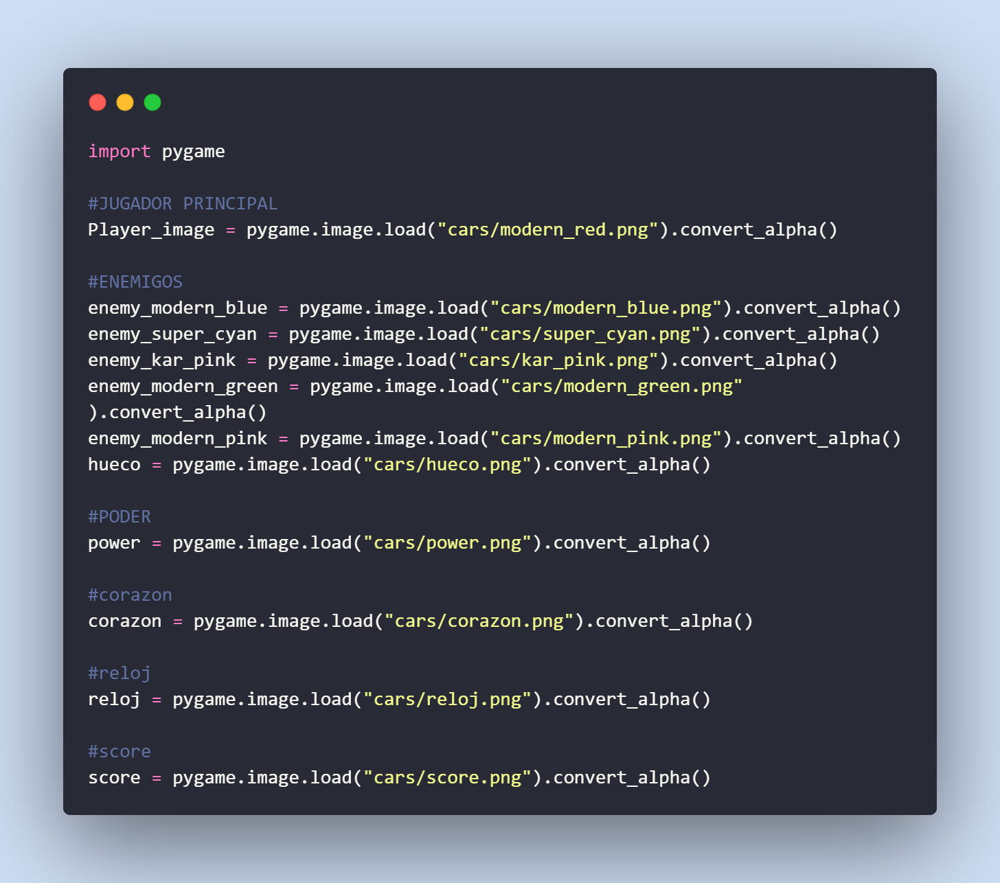 import pygame
#JUGADOR PRINCIPAL
Player_image = pygame.image.load("cars/modern_red.png").convert_alpha()
#ENEMIGOS
enemy_modern_blue = pygame.image.load("cars/modern_blue.png").convert_alpha()
enemy_super_cyan = pygame.image.load("cars/super_cyan.png").convert_alpha()
enemy_kar_pink = pygame.image.load("cars/kar_pink.png").convert_alpha()
enemy_modern_green = pygame.image.load("cars/modern_green.png"
).convert_alpha()
enemy_modern_pink = pygame.image.load("cars/modern_pink.png").convert_alpha()
hueco = pygame.image.load("cars/hueco.png").convert_alpha()
#PODER
power = pygame.image.load("cars/power.png").convert_alpha()
#corazon
corazon = pygame.image.load("cars/corazon.png").convert_alpha()
#reloj
reloj = pygame.image.load("cars/reloj.png").convert_alpha()
#score
score = pygame.image.load("cars/score.png").convert_alpha()